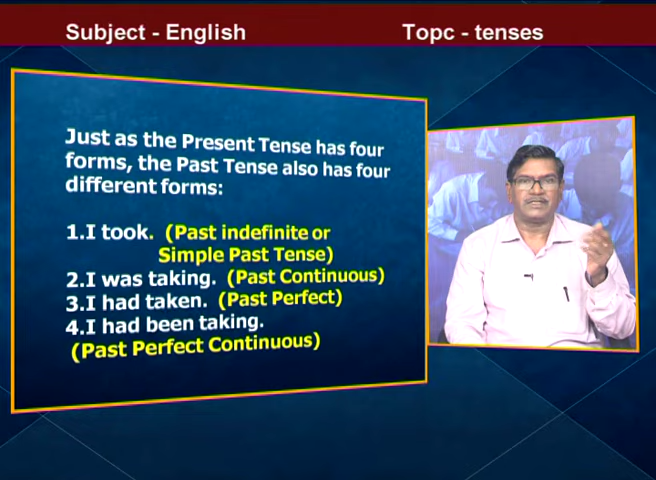 Subject - English
Topc - tenses
Just as the Present Tense has four
forms, the Past Tense also has four
different forms:
1.I took. (Past indefinite or
Simple Past Tense)
2.I was taking. (Past Continuous)
3.I had taken. (Past Perfect)
4.I had been taking.
(Past Perfect Continuous)